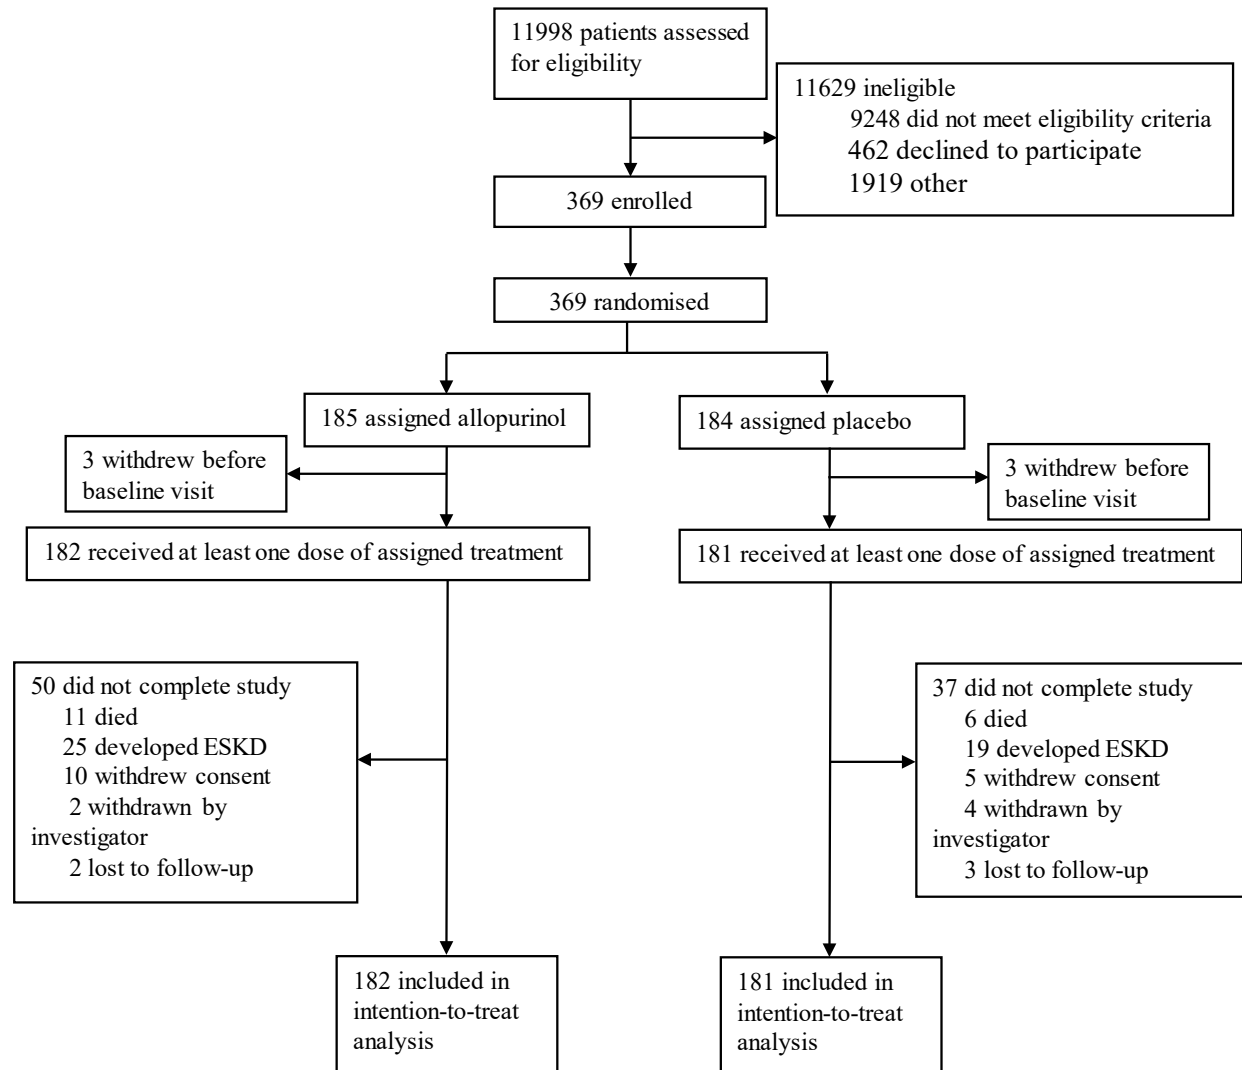 11998 patients assessed
for eligibility
11629 ineligible
9248 did not meet eligibility criteria
462 declined to participate
1919 other
369 enrolled
369 randomised
185 assigned allopurinol
184 assigned placebo
3 withdrew before
baseline visit
3 withdrew before
baseline visit
182 received at least one dose of assigned treatment
181 received at least one dose of assigned treatment
50 did not complete study
11 died
25 developed ESKD
10 withdrew consent
2 withdrawn by
investigator
2 lost to follow-up
37 did not complete study
6 died
19 developed ESKD
5 withdrew consent
4 withdrawn by
investigator
3 lost to follow-up
182 included in
intention-to-treat
analysis
181 included in
intention-to-treat
analysis